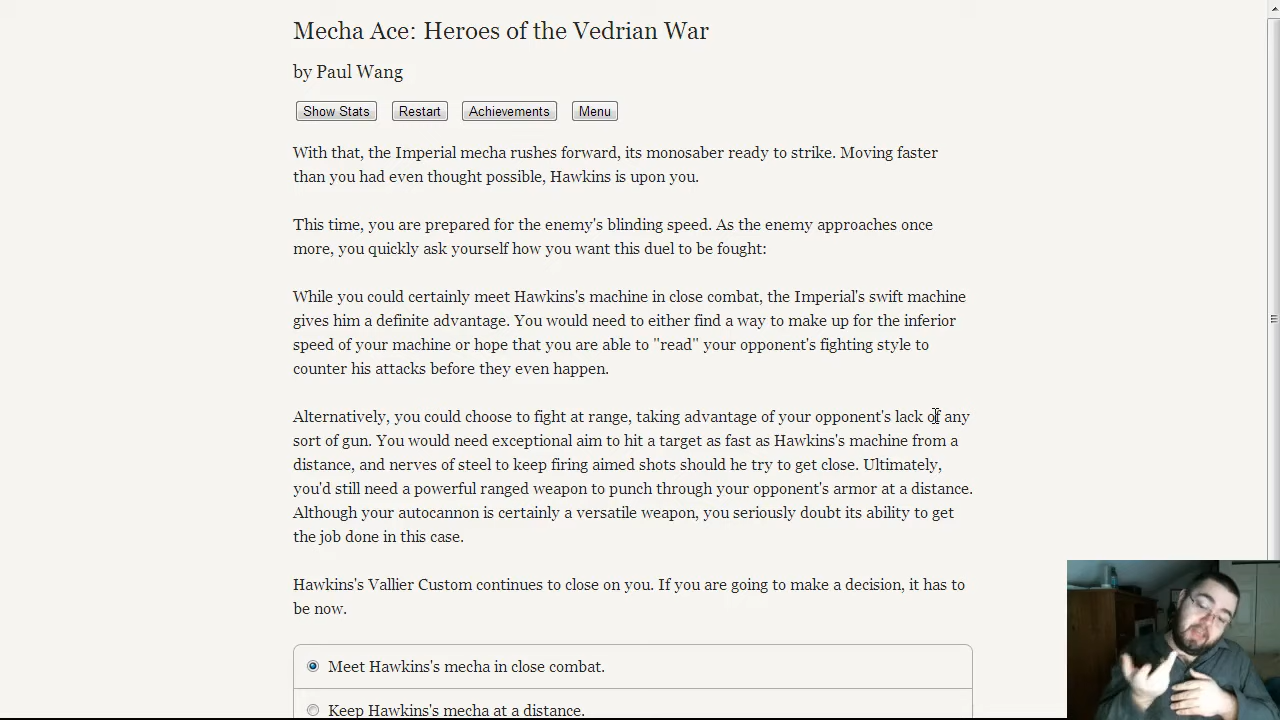 Mecha Ace: Heroes of the Vedrian War
by Paul Wang
Show Stats Restart Achievements Menu
With that, the Imperial mecha rushes forward, its monosaber ready to strike. Moving faster
than you had even thought possible, Hawkins is upon you.
This time, you are prepared for the enemy's blinding speed. As the enemy approaches once
more, you quickly ask yourself how you want this duel to be fought:
While you could certainly meet Hawkins's machine in close combat, the Imperial's swift machine
gives him a definite advantage. You would need to either find a way to make up for the inferior
speed of your machine or hope that you are able to "read" your opponent's fighting style to
counter his attacks before they even happen.
Alternatively, you could choose to fight at range, taking advantage of your opponent's lack of any
sort of gun. You would need exceptional aim to hit a target as fast as Hawkins's machine from a
distance, and nerves of steel to keep firing aimed shots should he try to get close. Ultimately,
you'd still need a powerful ranged weapon to punch through your opponent's armor at a distance.
Although your autocannon is certainly a versatile weapon, you seriously doubt its ability to get
the job done in this case.
Hawkins's Vallier Custom continues to close on you. If you are going to make a decision, it has to
be now.
Meet Hawkins's mecha in close combat.
Keep Hawkins's mecha at a distance.